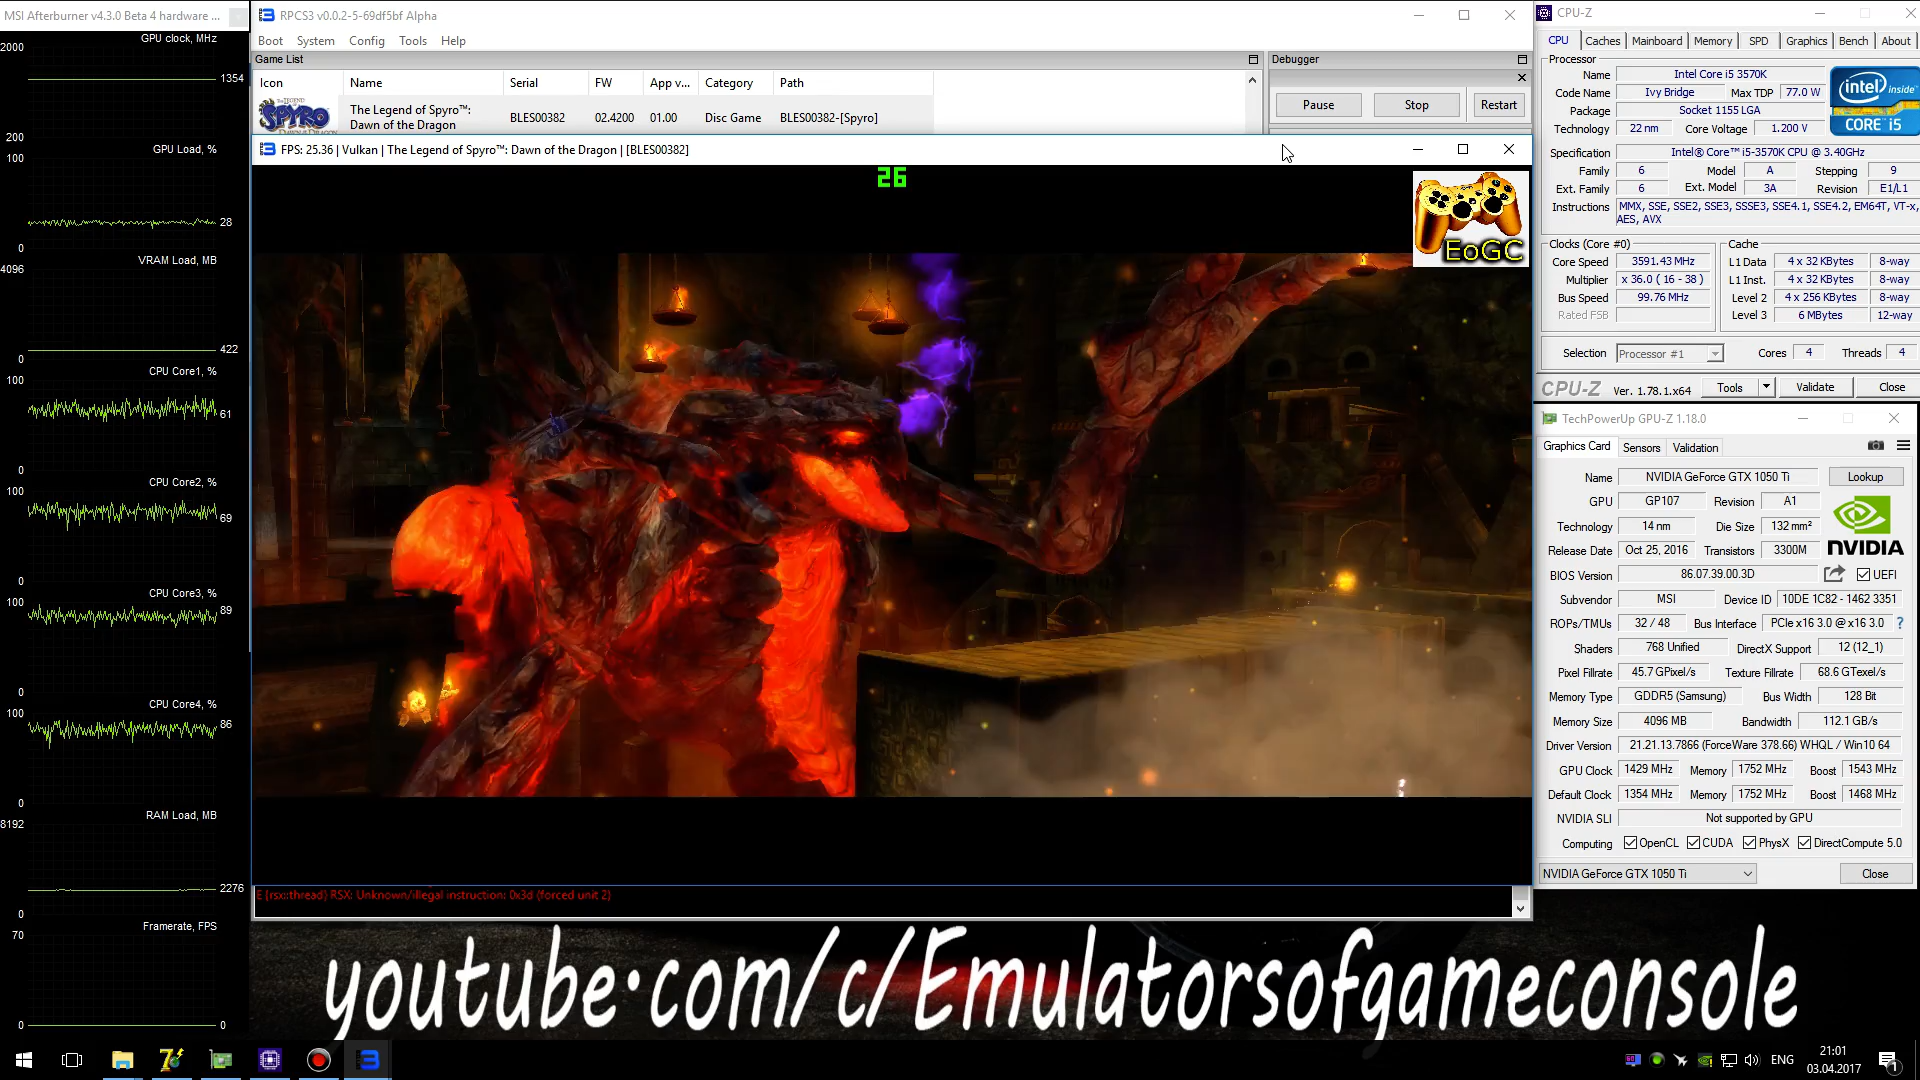 MSI Afterburner v4.3.0 Beta 4 hardware ...
GPU clock, MHz
2000
1354
200
GPU Load, %
100
28
0
VRAM Load, MB
4096
422
0
CPU Core1, %
100
61
0
CPU Core2, %
100
69
0
CPU Core3, %
100
89
0
CPU Core4, %
100
86
0
RAM Load, MB
8192
2276
0
Framerate, FPS
70
0
0
RPCS3 v0.0.2-5-69df5bf Alpha
Boot System Config Tools Help
Game List
Icon Name Serial FW App v... Category Path
The Legend of Spyro™:
Dawn of the Dragon
BLES00382 02.4200 01.00 Disc Game BLES00382-[Spyro]
SPYRO
Debugger
Pause Stop Restart
FPS: 25.36 | Vulkan | The Legend of Spyro™: Dawn of the Dragon | [BLES00382]
26
EoGC
E [rsx::thread] RSX: Unknown/illegal instruction: 0x3d (forced unit 2)
youtube.com/c/Emulatorsofgameconsole
CPU-Z
CPU Caches Mainboard Memory SPD Graphics Bench About
Processor
Name Intel Core i5 3570K
Code Name Ivy Bridge Max TDP 77.0 W
Package Socket 1155 LGA
Technology 22 nm Core Voltage 1.200 V
intel inside
CORE i5
Specification Intel® Core™ i5-3570K CPU @ 3.40GHz
Family 6 Model A Stepping 9
Ext. Family 6 Ext. Model 3A Revision E1/L1
Instructions MMX, SSE, SSE2, SSE3, SSSE3, SSE4.1, SSE4.2, EM64T, VT-x,
AES, AVX
Clocks (Core #0)
Core Speed 3591.43 MHz
Multiplier x 36.0 ( 16 - 38 )
Bus Speed 99.76 MHz
Rated FSB
Cache
L1 Data 4 x 32 KBytes 8-way
L1 Inst. 4 x 32 KBytes 8-way
Level 2 4 x 256 KBytes 8-way
Level 3 6 MBytes 12-way
Selection Processor #1 Cores 4 Threads 4
CPU-Z Ver. 1.78.1.x64 Tools Validate Close
TechPowerUp GPU-Z 1.18.0
Graphics Card Sensors Validation
Name NVIDIA GeForce GTX 1050 Ti Lookup
GPU GP107 Revision A1
Technology 14 nm Die Size 132 mm²
Release Date Oct 25, 2016 Transistors 3300M
NVIDIA
BIOS Version 86.07.39.00.3D UEFI
Subvendor MSI Device ID 10DE 1C82 - 1462 3351
ROPs/TMUs 32 / 48 Bus Interface PCIe x16 3.0 @ x16 3.0 ?
Shaders 768 Unified DirectX Support 12 (12_1)
Pixel Fillrate 45.7 GPixel/s Texture Fillrate 68.6 GTexel/s
Memory Type GDDR5 (Samsung) Bus Width 128 Bit
Memory Size 4096 MB Bandwidth 112.1 GB/s
Driver Version 21.21.13.7866 (ForceWare 378.66) WHQL / Win10 64
GPU Clock 1429 MHz Memory 1752 MHz Boost 1543 MHz
Default Clock 1354 MHz Memory 1752 MHz Boost 1468 MHz
NVIDIA SLI Not supported by GPU
Computing OpenCL CUDA PhysX DirectCompute 5.0
NVIDIA GeForce GTX 1050 Ti Close
ENG
21:01
03.04.2017
1